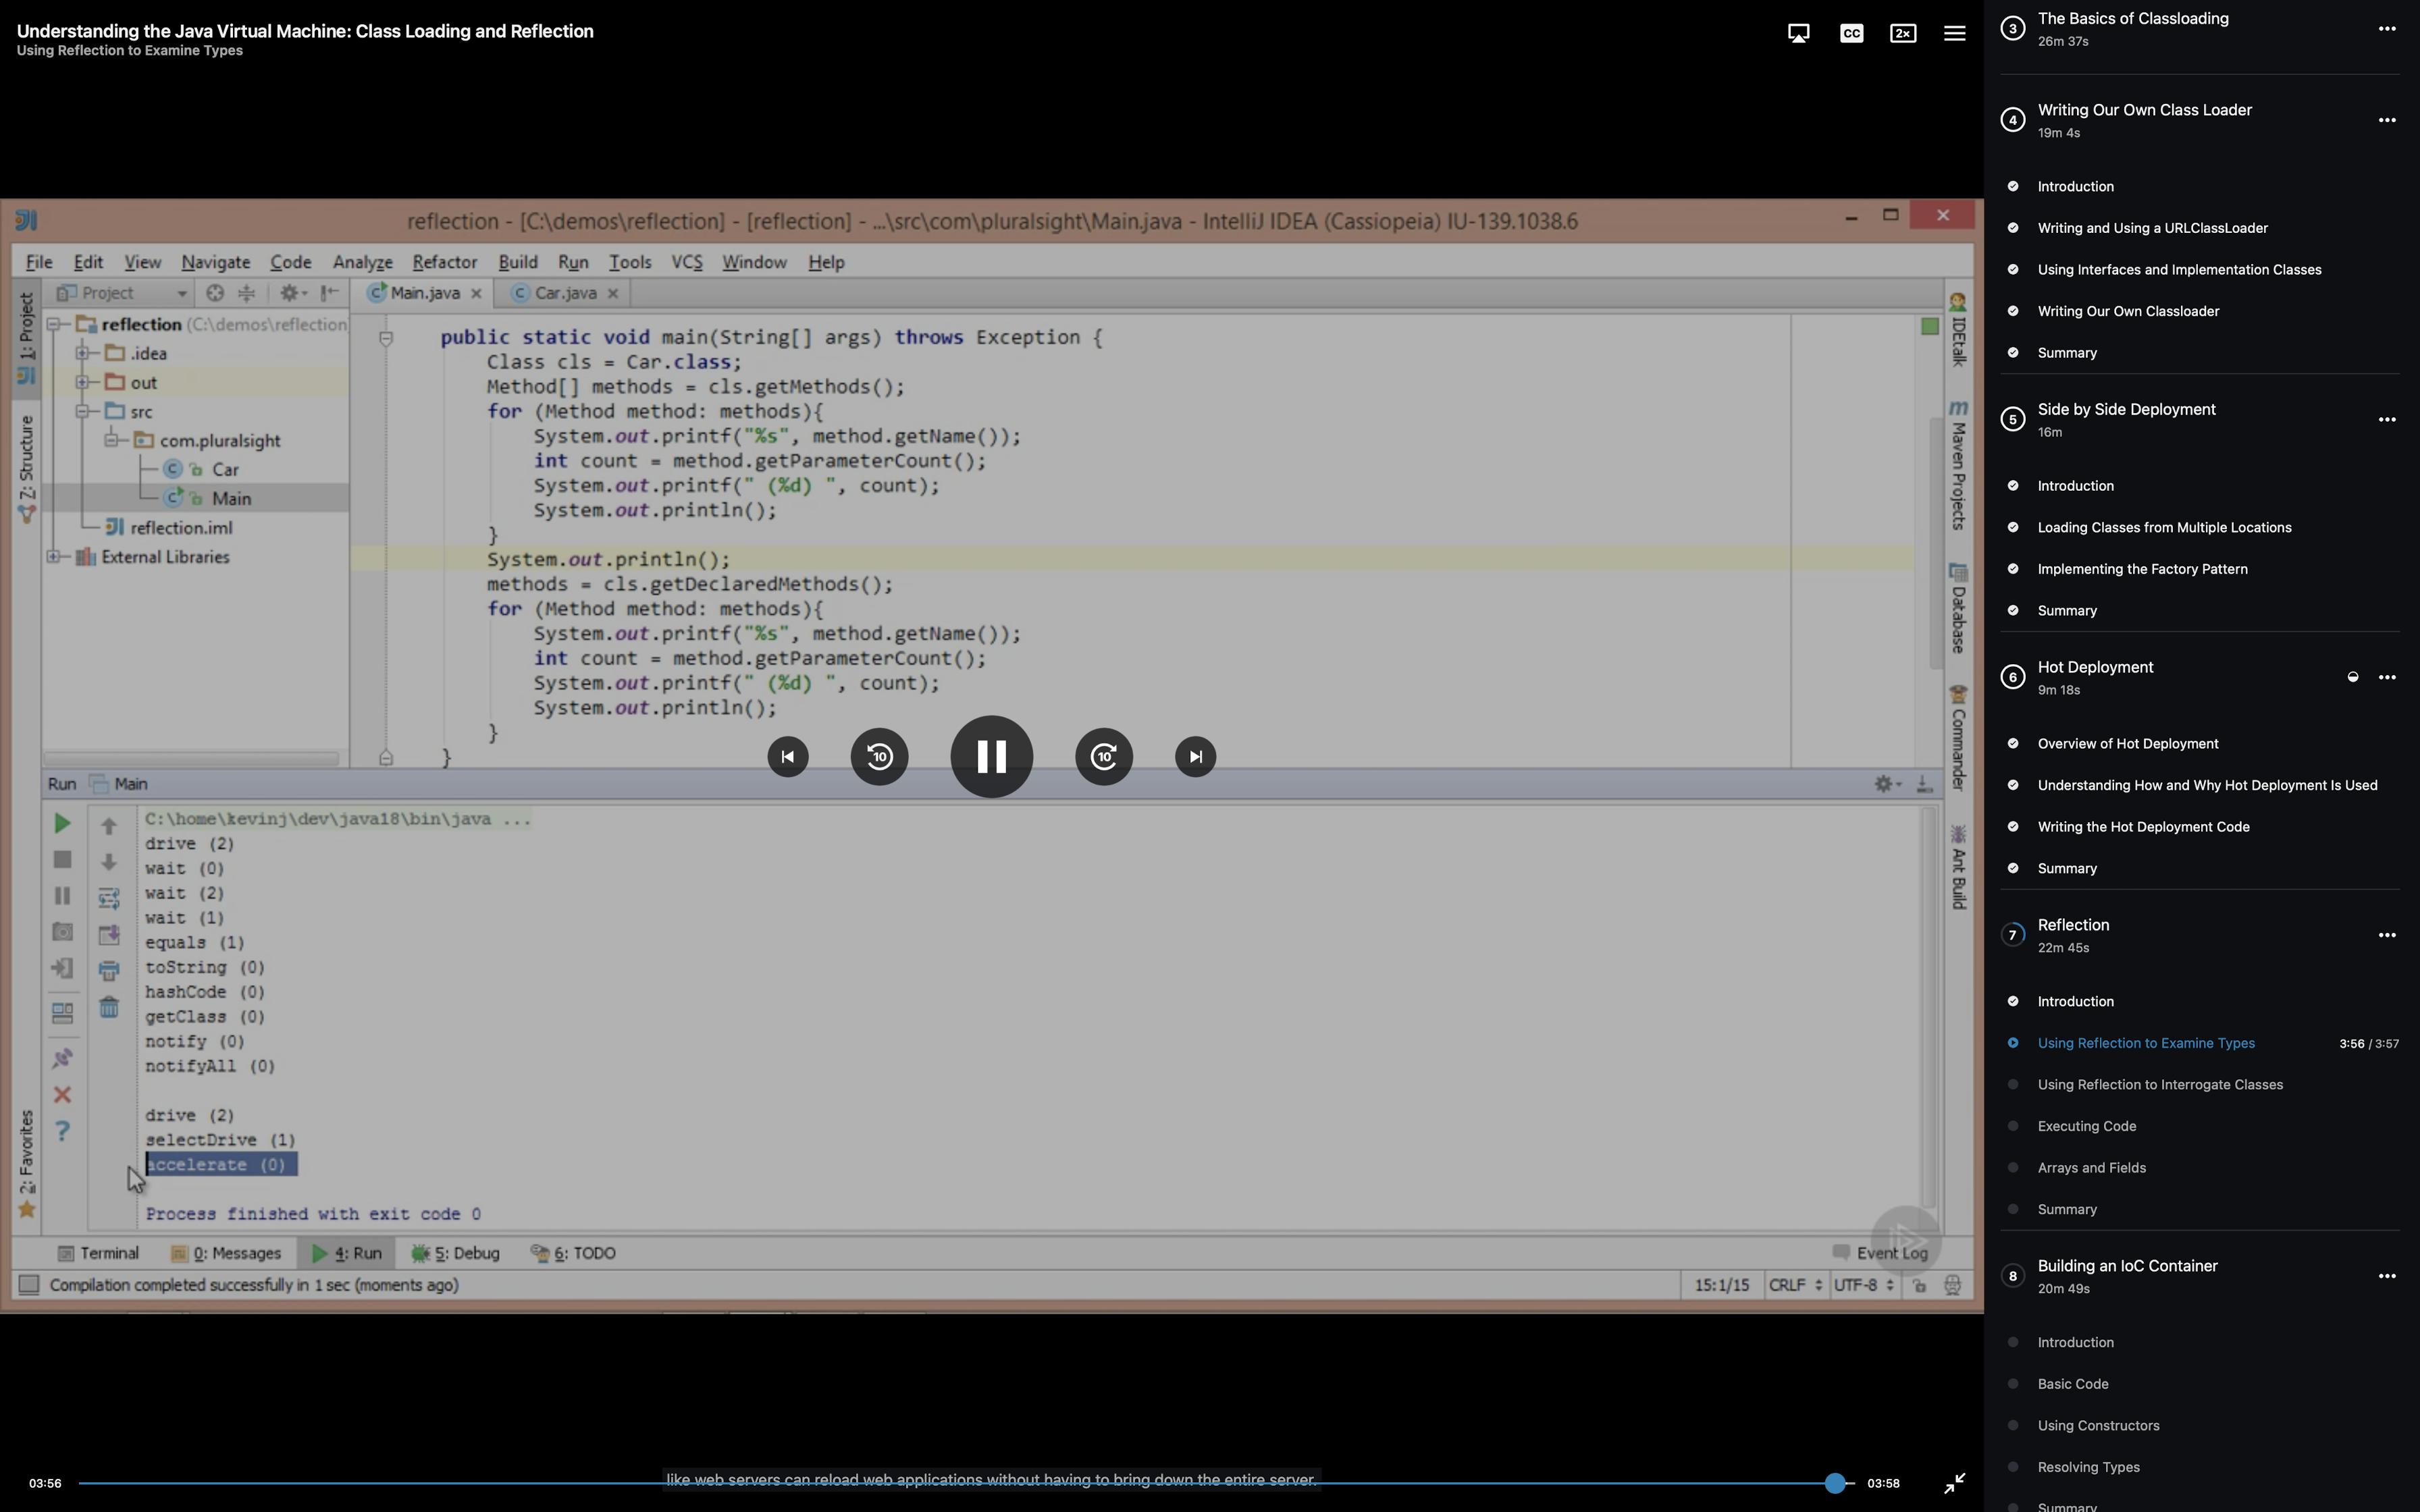 Understanding the Java Virtual Machine: Class Loading and Reflection
Using Reflection to Examine Types
CC
2×
reflection - [C:\demos\reflection] - [reflection] - ...\src\com\pluralsight\Main.java - IntelliJ IDEA (Cassiopeia) IU-139.1038.6
File Edit View Navigate Code Analyze Refactor Build Run Tools VCS Window Help
1: Project
Z: Structure
2: Favorites
Project
reflection (C:\demos\reflection
.idea
out
src
com.pluralsight
Car
Main
reflection.iml
External Libraries
Main.java
Car.java
public static void main(String[] args) throws Exception {
Class cls = Car.class;
Method[] methods = cls.getMethods();
for (Method method: methods){
System.out.printf("%s", method.getName());
int count = method.getParameterCount();
System.out.printf(" (%d) ", count);
System.out.println();
}
System.out.println();
methods = cls.getDeclaredMethods();
for (Method method: methods){
System.out.printf("%s", method.getName());
int count = method.getParameterCount();
System.out.printf(" (%d) ", count);
System.out.println();
}
}
IDEtalk
Maven Projects
Database
Commander
Ant Build
10
10
Run Main
C:\home\kevinj\dev\java18\bin\java ...
drive (2)
wait (0)
wait (2)
wait (1)
equals (1)
toString (0)
hashCode (0)
getClass (0)
notify (0)
notifyAll (0)
drive (2)
selectDrive (1)
accelerate (0)
Process finished with exit code 0
Terminal 0: Messages 4: Run 5: Debug 6: TODO Event Log
Compilation completed successfully in 1 sec (moments ago) 15:1/15 CRLF UTF-8
like web servers can reload web applications without having to bring down the entire server.
03:56
03:58
3
The Basics of Classloading
26m 37s
4
Writing Our Own Class Loader
19m 4s
Introduction
Writing and Using a URLClassLoader
Using Interfaces and Implementation Classes
Writing Our Own Classloader
Summary
5
Side by Side Deployment
16m
Introduction
Loading Classes from Multiple Locations
Implementing the Factory Pattern
Summary
6
Hot Deployment
9m 18s
Overview of Hot Deployment
Understanding How and Why Hot Deployment Is Used
Writing the Hot Deployment Code
Summary
7
Reflection
22m 45s
Introduction
Using Reflection to Examine Types 3:56 / 3:57
Using Reflection to Interrogate Classes
Executing Code
Arrays and Fields
Summary
8
Building an IoC Container
20m 49s
Introduction
Basic Code
Using Constructors
Resolving Types
Summary